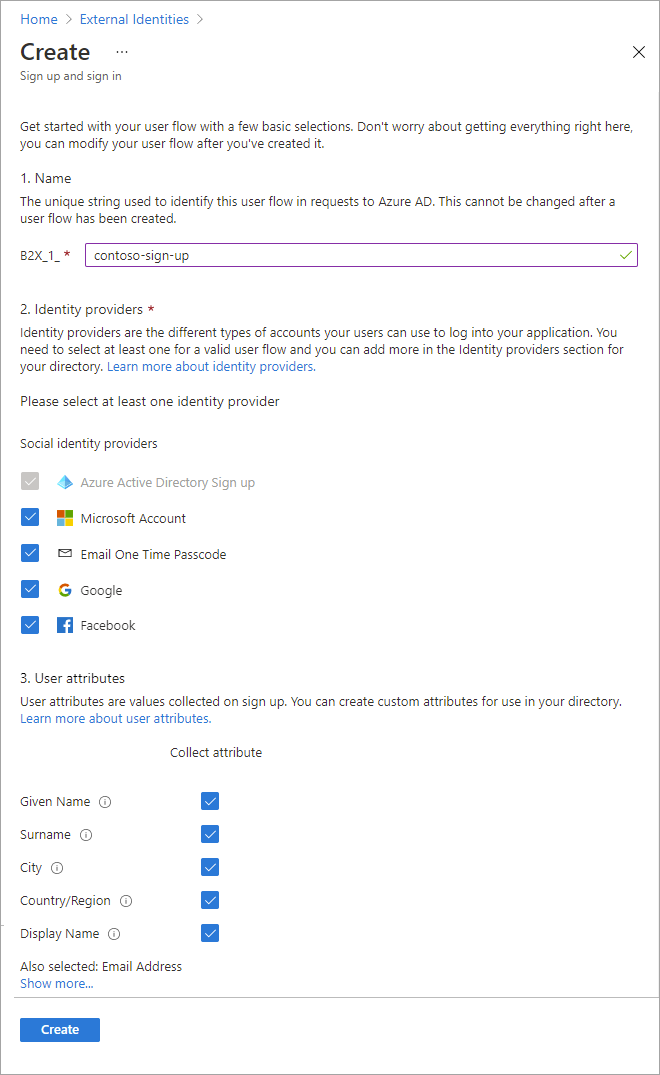 Home > External Identities >
Create ...
Sign up and sign in
Get started with your user flow with a few basic selections. Don't worry about getting everything right here,
you can modify your user flow after you've created it.
1. Name
The unique string used to identify this user flow in requests to Azure AD. This cannot be changed after a
user flow has been created.
B2X_1_ * contoso-sign-up
2. Identity providers *
Identity providers are the different types of accounts your users can use to log into your application. You
need to select at least one for a valid user flow and you can add more in the Identity providers section for
your directory. Learn more about identity providers.
Please select at least one identity provider
Social identity providers
Azure Active Directory Sign up
Microsoft Account
Email One Time Passcode
Google
Facebook
3. User attributes
User attributes are values collected on sign up. You can create custom attributes for use in your directory.
Learn more about user attributes.
Collect attribute
Given Name
Surname
City
Country/Region
Display Name
Also selected: Email Address
Show more...
Create